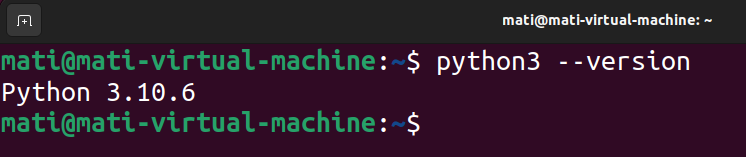 mati@mati-virtual-machine: ~
mati@mati-virtual-machine:~$ python3 --version
Python 3.10.6
mati@mati-virtual-machine:~$